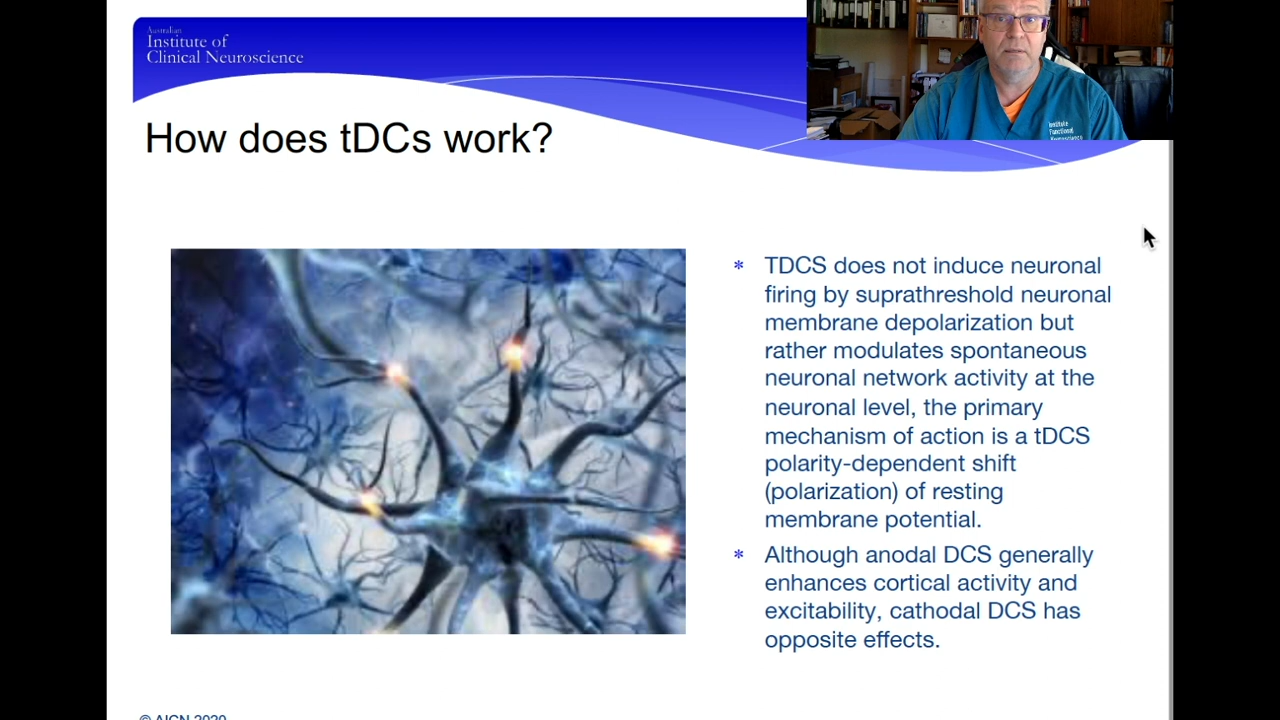 Australian
Institute of
Clinical Neuroscience
Institute
Functional
Neuroscience
How does tDCs work?
* TDCS does not induce neuronal
firing by suprathreshold neuronal
membrane depolarization but
rather modulates spontaneous
neuronal network activity at the
neuronal level, the primary
mechanism of action is a tDCS
polarity-dependent shift
(polarization) of resting
membrane potential.
* Although anodal DCS generally
enhances cortical activity and
excitability, cathodal DCS has
opposite effects.
© AICN 2020